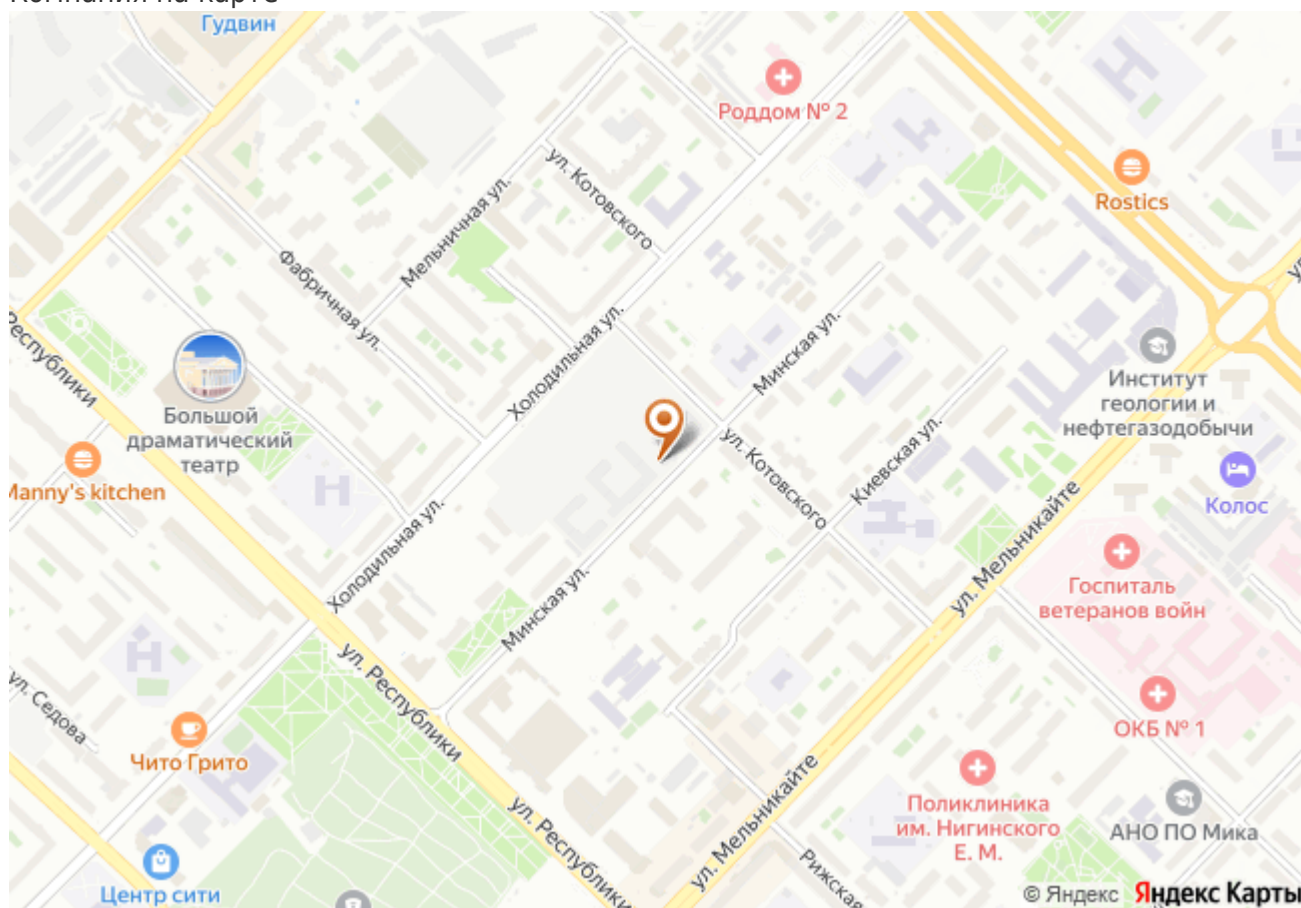 Компания на карте
Гудвин
Роддом № 2
ул. Котовского
Rostics
Мельничная ул.
Фабричная ул.
Холодильная ул.
Минская ул.
Республики
Большой
драматический
театр
Manny's kitchen
Институт
геологии и
нефтегазодобычи
ул. Котовского
Киевская ул.
Колос
Холодильная ул.
ул. Мельникайте
Госпиталь
ветеранов войн
Минская ул.
ул. Республики
ул. Седова
ОКБ № 1
Чито Грито
Поликлиника
им. Нигинского
Е. М.
АНО ПО Мика
ул. Мельникайте
ул. Республики
Рижская
Центр сити
© Яндекс Яндекс Карты